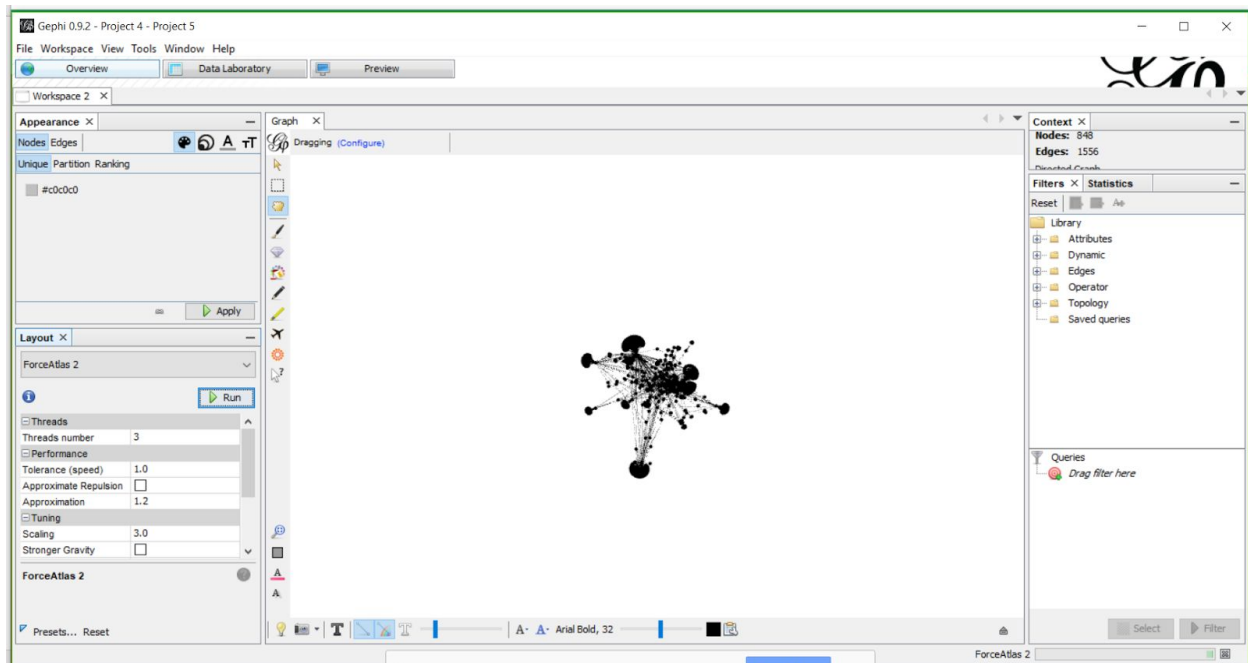 Gephi 0.9.2 - Project 4 - Project 5
File Workspace View Tools Window Help
Overview Data Laboratory Preview
Workspace 2
Appearance
Nodes Edges
Unique Partition Ranking
#c0c0c0
Apply
Layout
ForceAtlas 2
Run
Threads
Threads number 3
Performance
Tolerance (speed) 1.0
Approximate Repulsion
Approximation 1.2
Tuning
Scaling 3.0
Stronger Gravity
ForceAtlas 2
Presets... Reset
Graph
Dragging (Configure)
T T A- A- Arial Bold, 32
Context
Nodes: 848
Edges: 1556
Directed Graph
Filters Statistics
Reset
Library
Attributes
Dynamic
Edges
Operator
Topology
Saved queries
Queries
Drag filter here
Select Filter
ForceAtlas 2